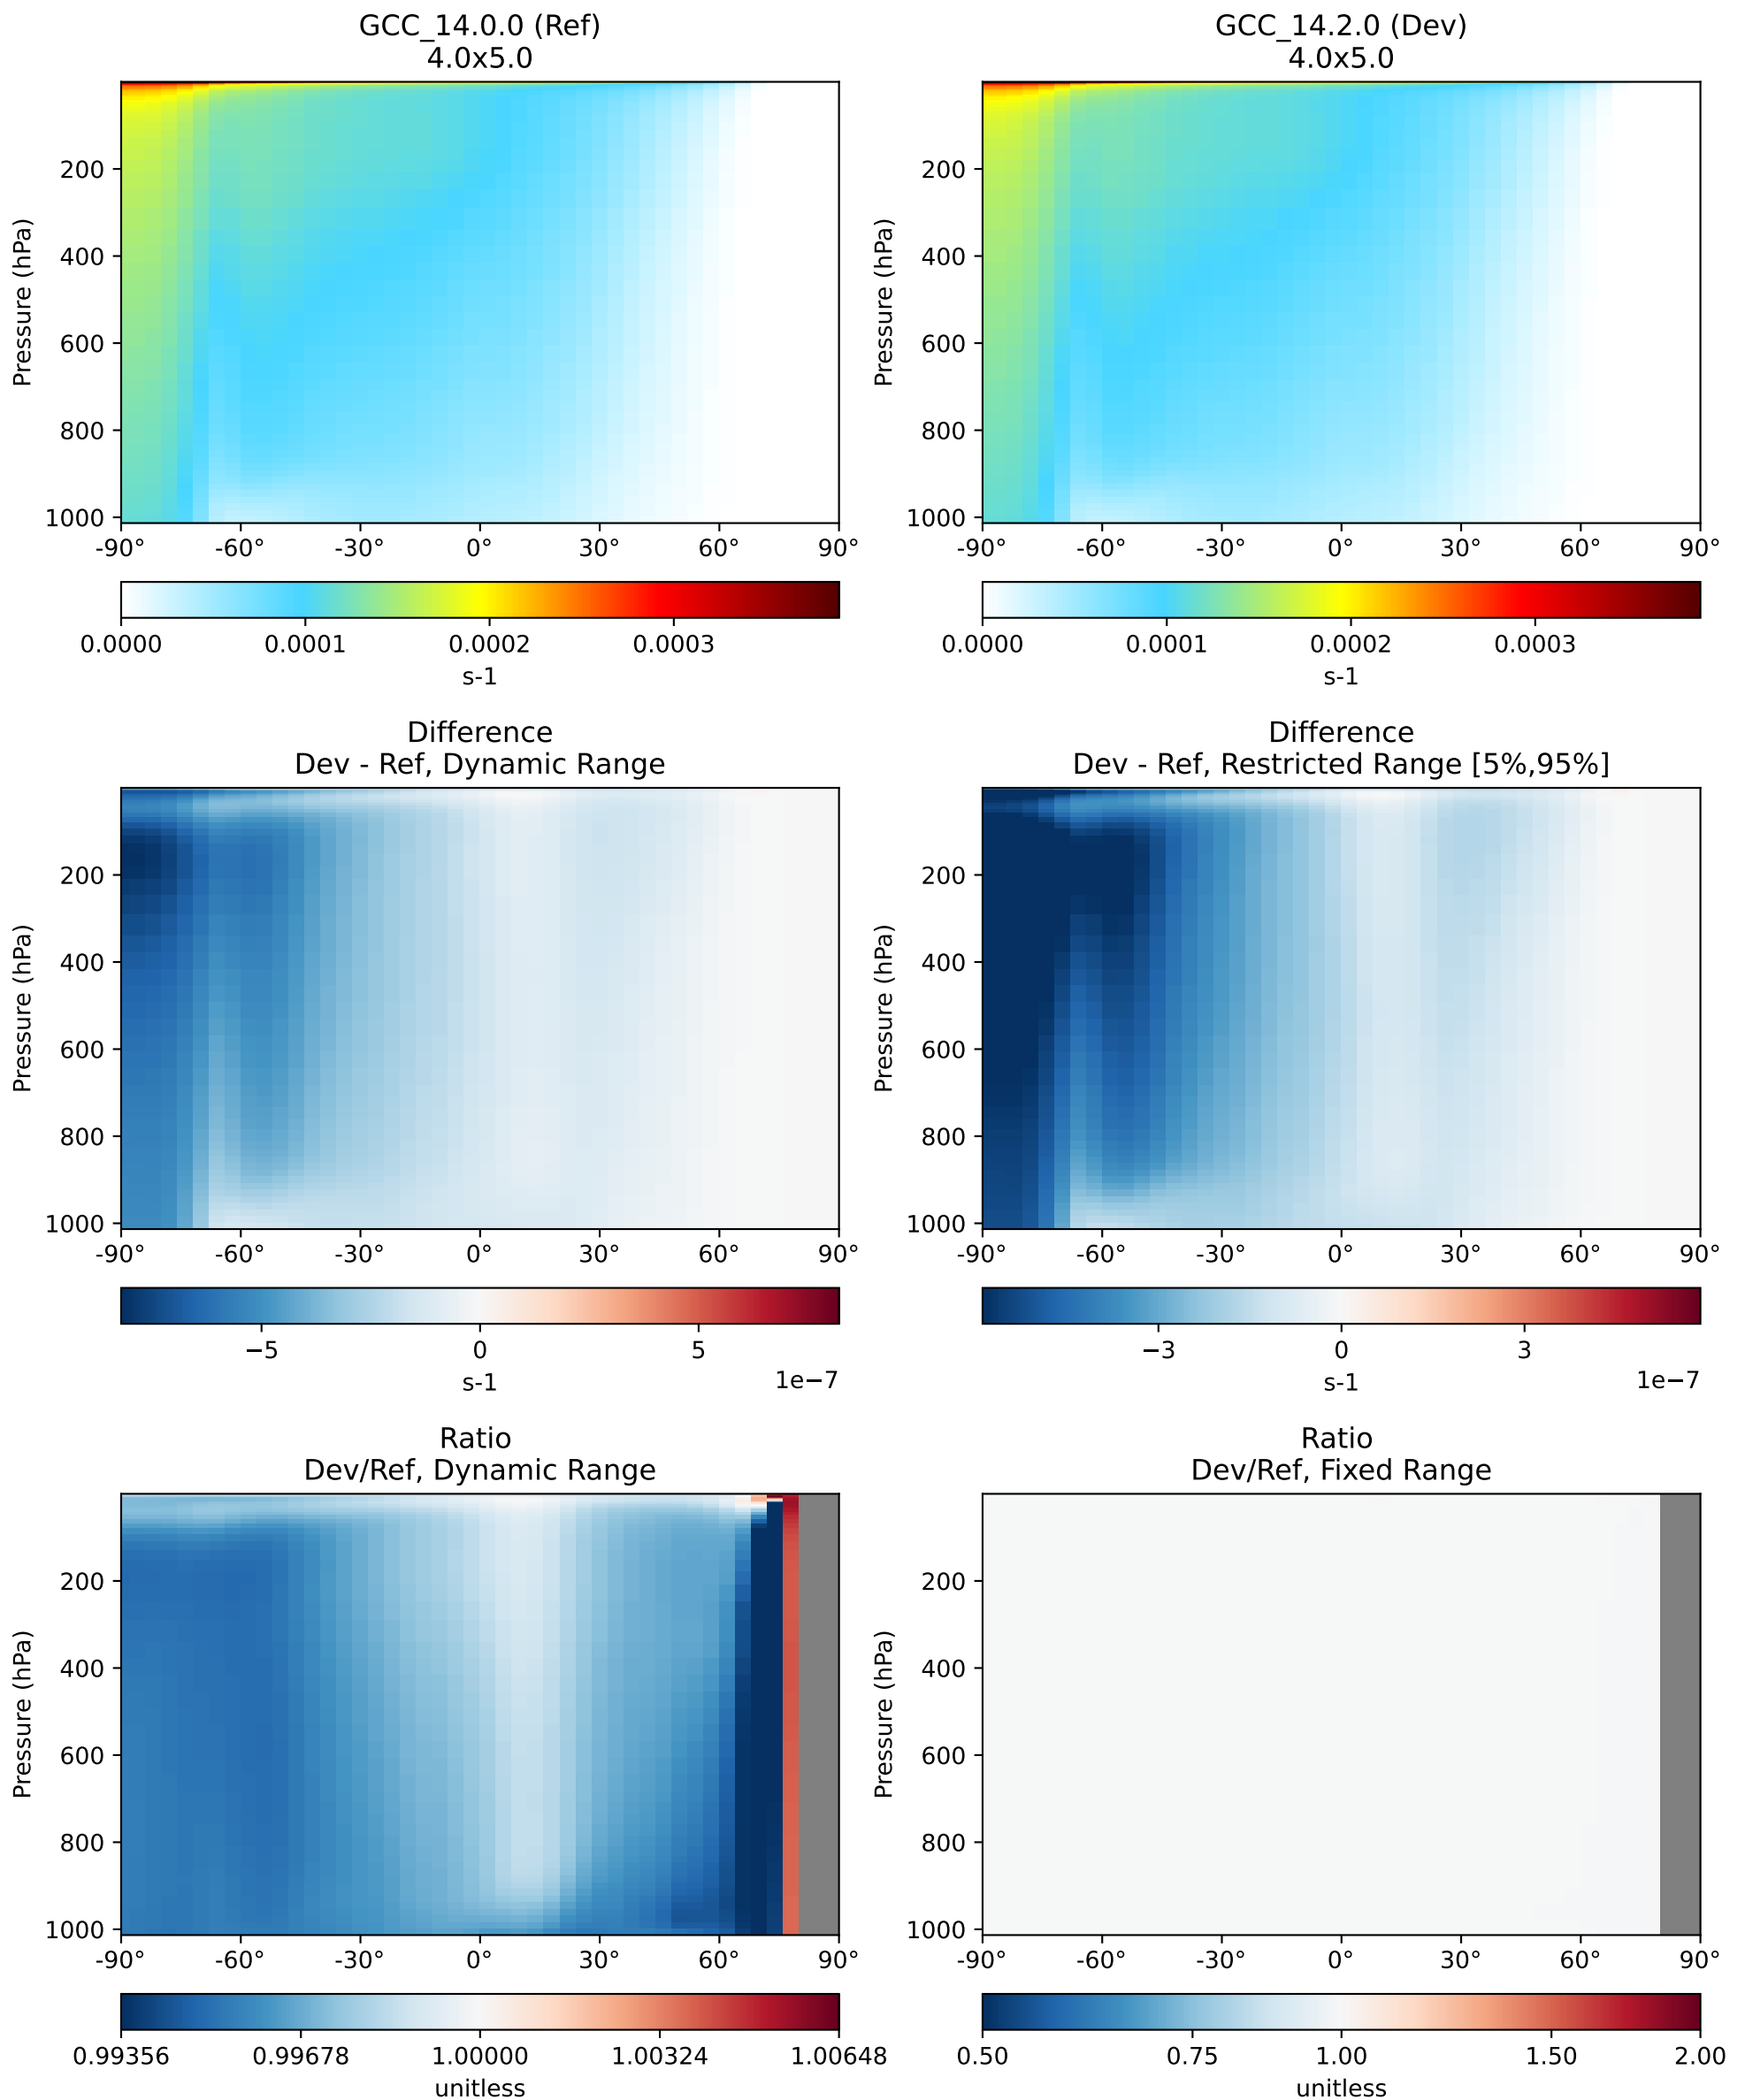 GCC_14.0.0 (Ref)
4.0x5.0
Pressure (hPa)
200
400
600
800
1000
-90° -60° -30° 0° 30° 60° 90°
0.0000 0.0001 0.0002 0.0003
s-1
GCC_14.2.0 (Dev)
4.0x5.0
Pressure (hPa)
200
400
600
800
1000
-90° -60° -30° 0° 30° 60° 90°
0.0000 0.0001 0.0002 0.0003
s-1
Difference
Dev - Ref, Dynamic Range
Pressure (hPa)
200
400
600
800
1000
-90° -60° -30° 0° 30° 60° 90°
−5 0 5
s-1
1e−7
Difference
Dev - Ref, Restricted Range [5%,95%]
Pressure (hPa)
200
400
600
800
1000
-90° -60° -30° 0° 30° 60° 90°
−3 0 3
s-1
1e−7
Ratio
Dev/Ref, Dynamic Range
Pressure (hPa)
200
400
600
800
1000
-90° -60° -30° 0° 30° 60° 90°
0.99356 0.99678 1.00000 1.00324 1.00648
unitless
Ratio
Dev/Ref, Fixed Range
Pressure (hPa)
200
400
600
800
1000
-90° -60° -30° 0° 30° 60° 90°
0.50 0.75 1.00 1.50 2.00
unitless